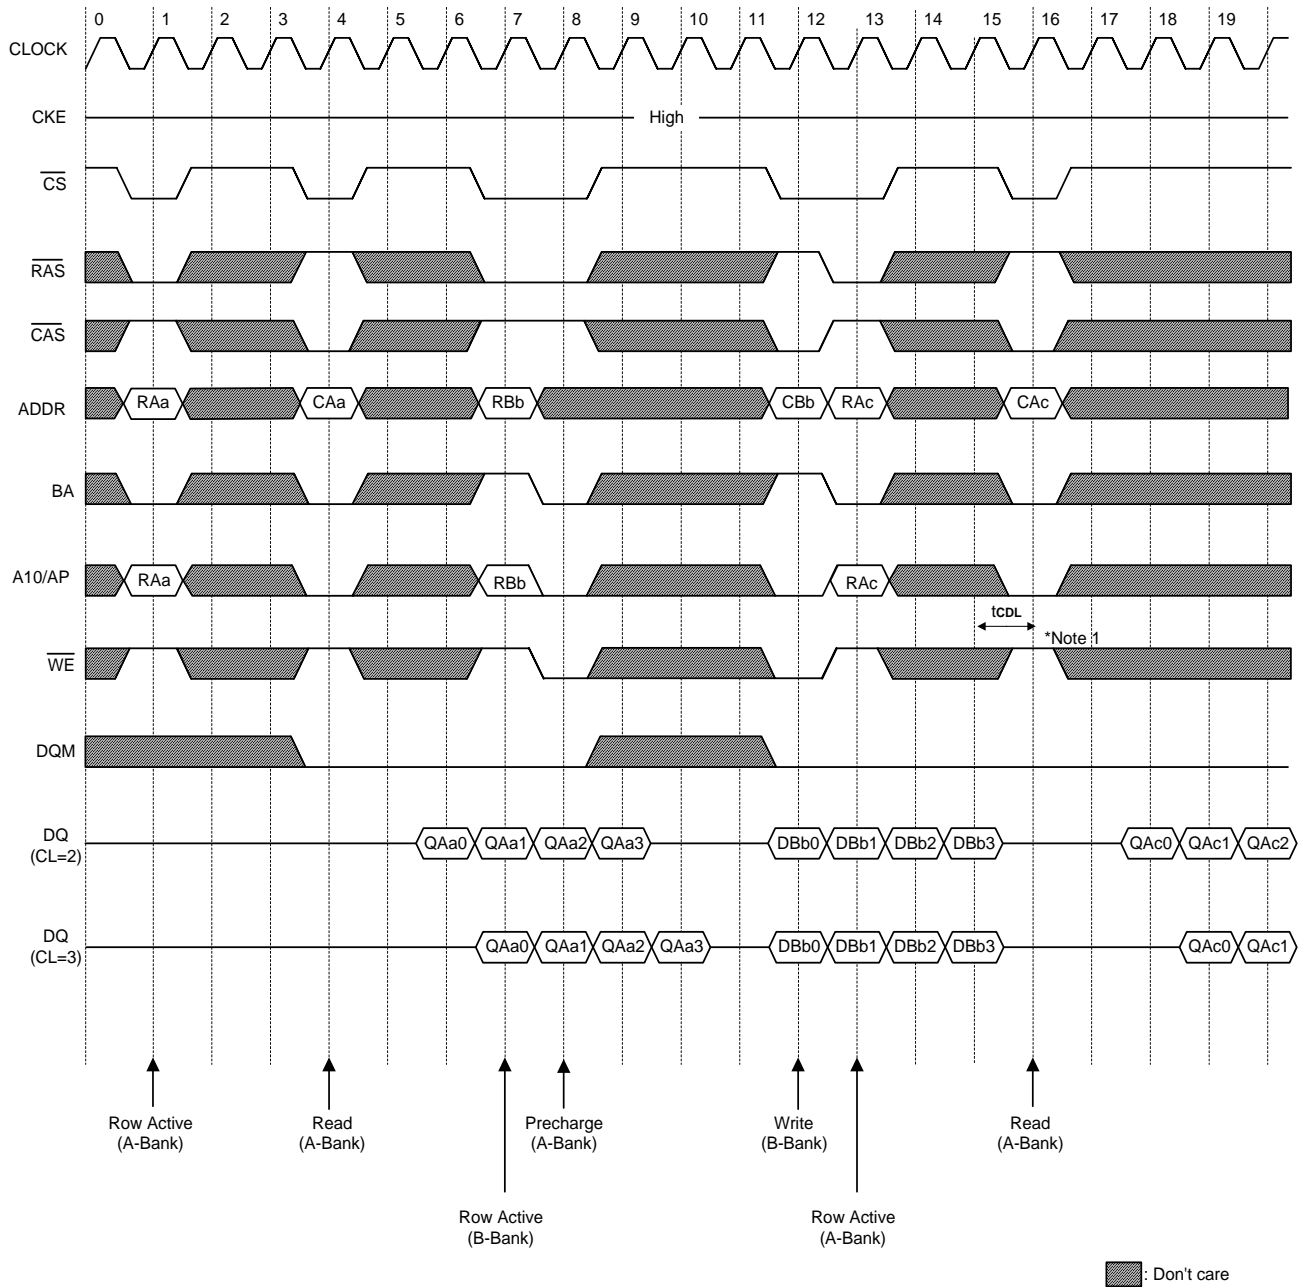 0 1 2 3 4 5 6 7 8 9 10 11 12 13 14 15 16 17 18 19
CLOCK
CKE High
CS
RAS
CAS
ADDR RAa CAa RBb CBb RAc CAc
BA
A10/AP RAa RBb RAc
tCDL
*Note 1
WE
DQM
DQ
(CL=2) QAa0 QAa1 QAa2 QAa3 DBb0 DBb1 DBb2 DBb3 QAc0 QAc1 QAc2
DQ
(CL=3) QAa0 QAa1 QAa2 QAa3 DBb0 DBb1 DBb2 DBb3 QAc0 QAc1
Row Active
(A-Bank)
Read
(A-Bank)
Precharge
(A-Bank)
Write
(B-Bank)
Read
(A-Bank)
Row Active
(B-Bank)
Row Active
(A-Bank)
: Don't care